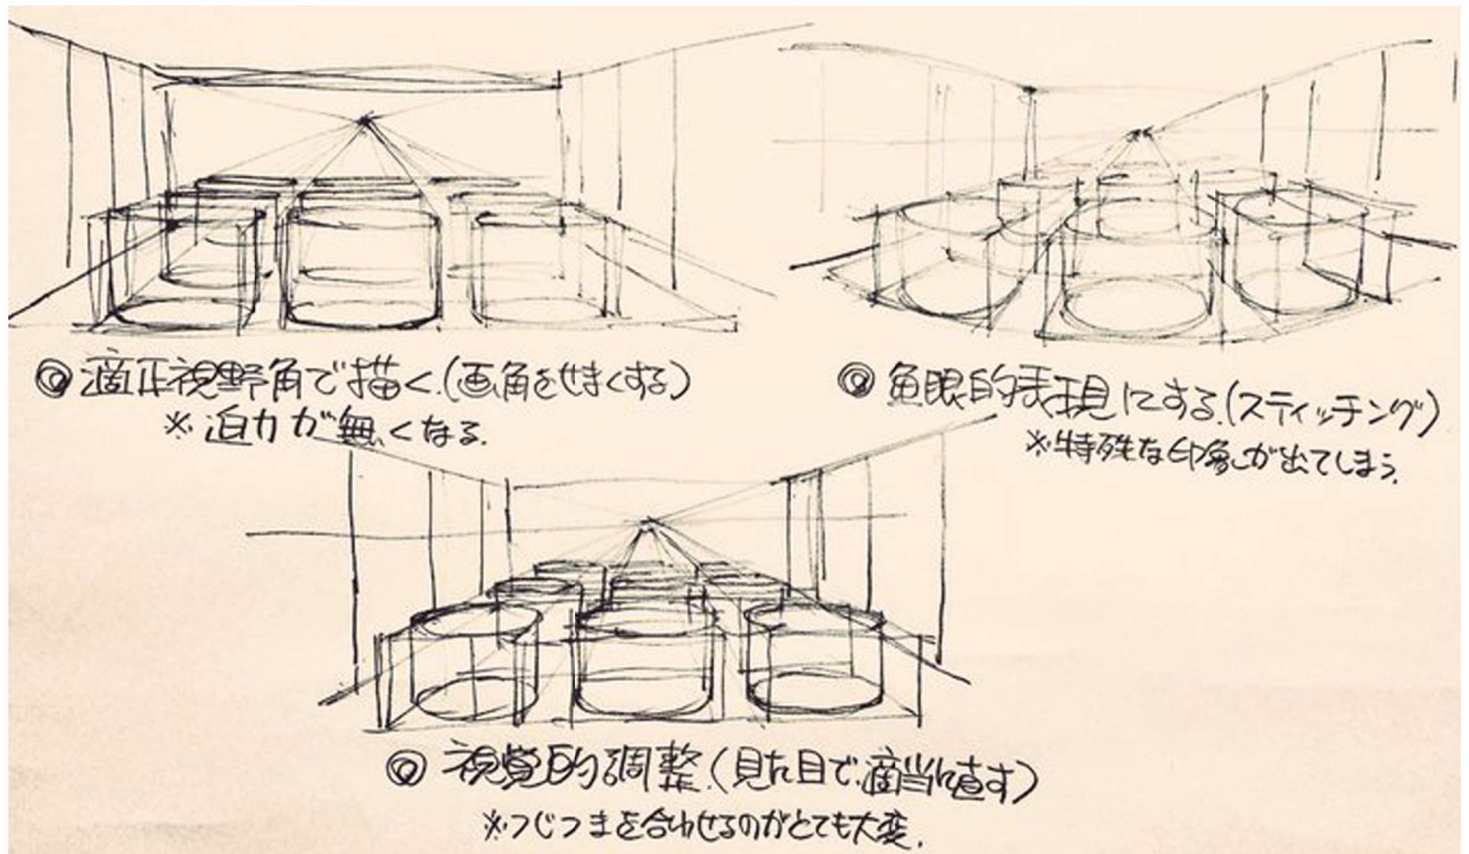 ◎ 適正視野角で描く.(画角をせまくする)
※ 迫力が無くなる.
◎ 魚眼的表現にする.(スティッチング)
※特殊な印象が出てしまう.
◎ 視覚的調整.(見た目で適当に直す)
※つじつまを合わせるのがとても大変.